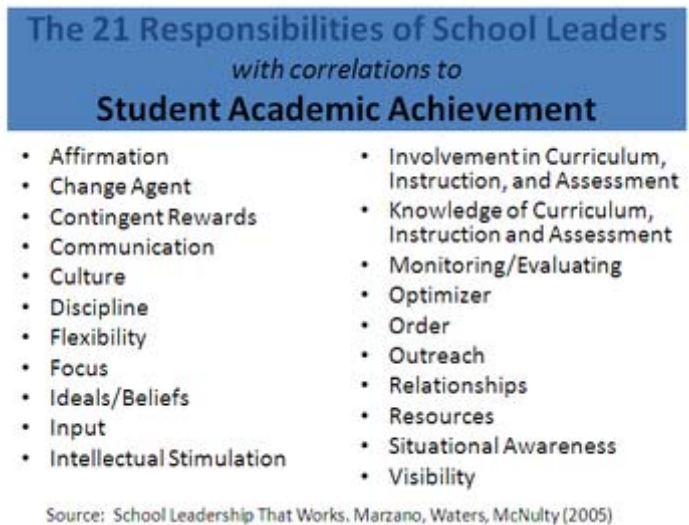 The 21 Responsibilities of School Leaders
with correlations to
Student Academic Achievement
• Affirmation
• Change Agent
• Contingent Rewards
• Communication
• Culture
• Discipline
• Flexibility
• Focus
• Ideals/Beliefs
• Input
• Intellectual Stimulation
• Involvement in Curriculum,
Instruction, and Assessment
• Knowledge of Curriculum,
Instruction and Assessment
• Monitoring/Evaluating
• Optimizer
• Order
• Outreach
• Relationships
• Resources
• Situational Awareness
• Visibility
Source: School Leadership That Works. Marzano, Waters, McNulty (2005)